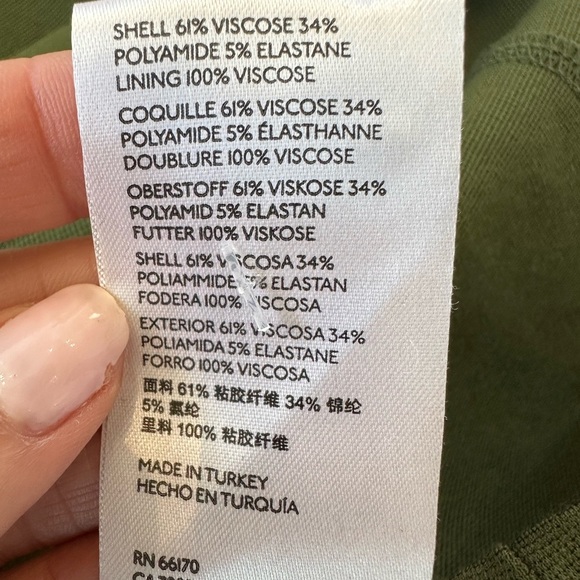 SHELL 61% VISCOSE 34%
POLYAMIDE 5% ELASTANE
LINING 100% VISCOSE
COQUILLE 61% VISCOSE 34%
POLYAMIDE 5% ÉLASTHANNE
DOUBLURE 100% VISCOSE
OBERSTOFF 61% VISKOSE 34%
POLYAMID 5% ELASTAN
FUTTER 100% VISKOSE
SHELL 61% VISCOSA 34%
POLIAMMIDE 5% ELASTAN
FODERA 100% VISCOSA
EXTERIOR 61% VISCOSA 34%
POLIAMIDA 5% ELASTANE
FORRO 100% VISCOSA
面料 61% 粘胶纤维 34% 锦纶
5% 氨纶
里料 100% 粘胶纤维
MADE IN TURKEY
HECHO EN TURQUÍA
RN 66170
CA